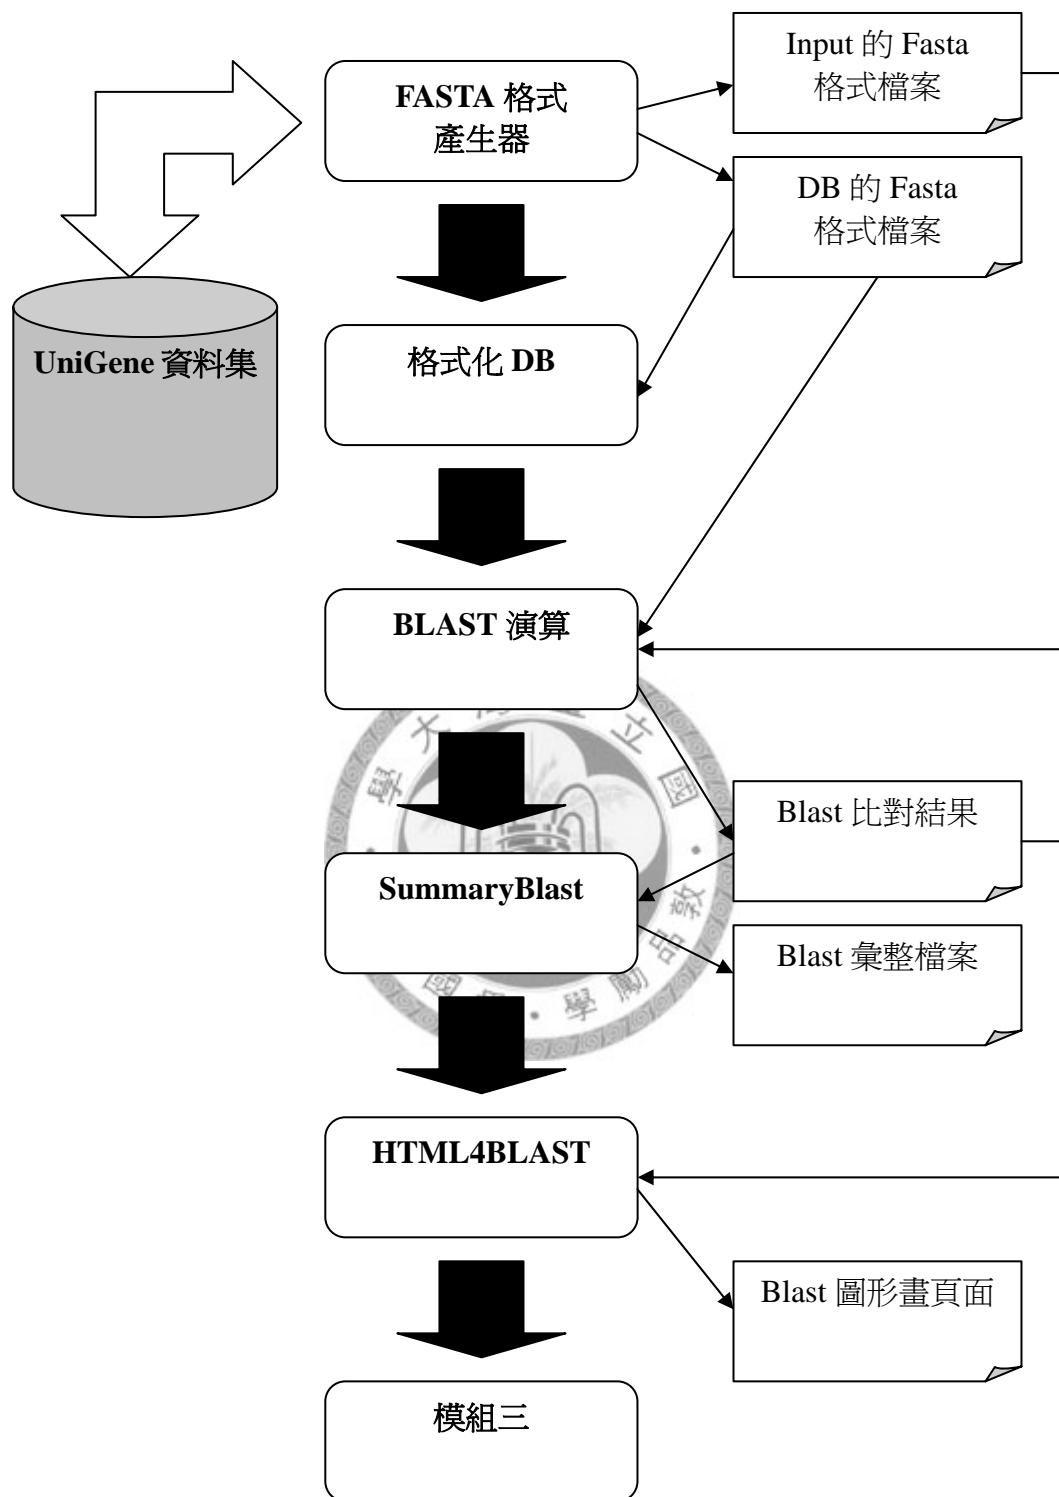 Input 的 Fasta
格式檔案
FASTA 格式
產生器
DB 的 Fasta
格式檔案
UniGene 資料集
格式化 DB
BLAST 演算
Blast 比對結果
SummaryBlast
Blast 彙整檔案
HTML4BLAST
Blast 圖形畫頁面
模組三